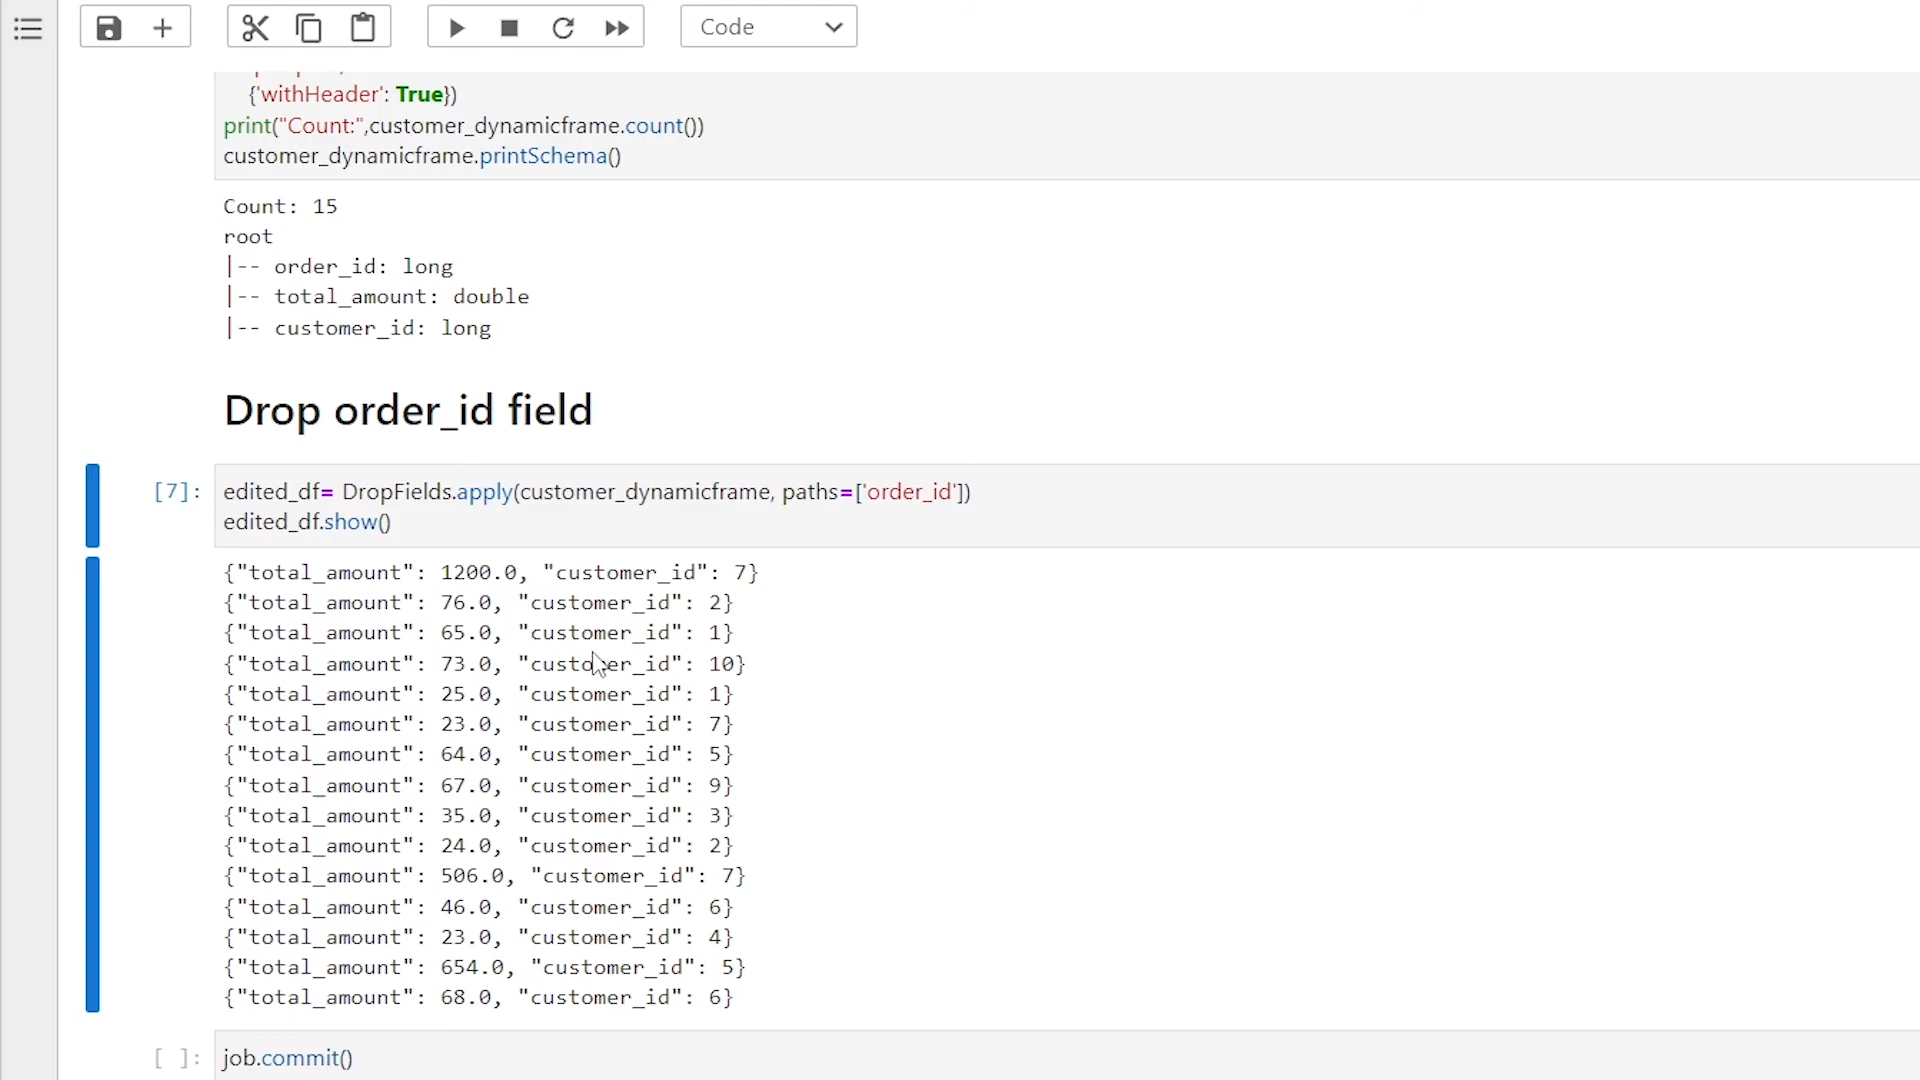 Code
{'withHeader': True})
print("Count:",customer_dynamicframe.count())
customer_dynamicframe.printSchema()
Count: 15
root
|-- order_id: long
|-- total_amount: double
|-- customer_id: long
Drop order_id field
[7]: edited_df= DropFields.apply(customer_dynamicframe, paths=['order_id'])
edited_df.show()
{"total_amount": 1200.0, "customer_id": 7}
{"total_amount": 76.0, "customer_id": 2}
{"total_amount": 65.0, "customer_id": 1}
{"total_amount": 73.0, "customer_id": 10}
{"total_amount": 25.0, "customer_id": 1}
{"total_amount": 23.0, "customer_id": 7}
{"total_amount": 64.0, "customer_id": 5}
{"total_amount": 67.0, "customer_id": 9}
{"total_amount": 35.0, "customer_id": 3}
{"total_amount": 24.0, "customer_id": 2}
{"total_amount": 506.0, "customer_id": 7}
{"total_amount": 46.0, "customer_id": 6}
{"total_amount": 23.0, "customer_id": 4}
{"total_amount": 654.0, "customer_id": 5}
{"total_amount": 68.0, "customer_id": 6}
[ ]: job.commit()